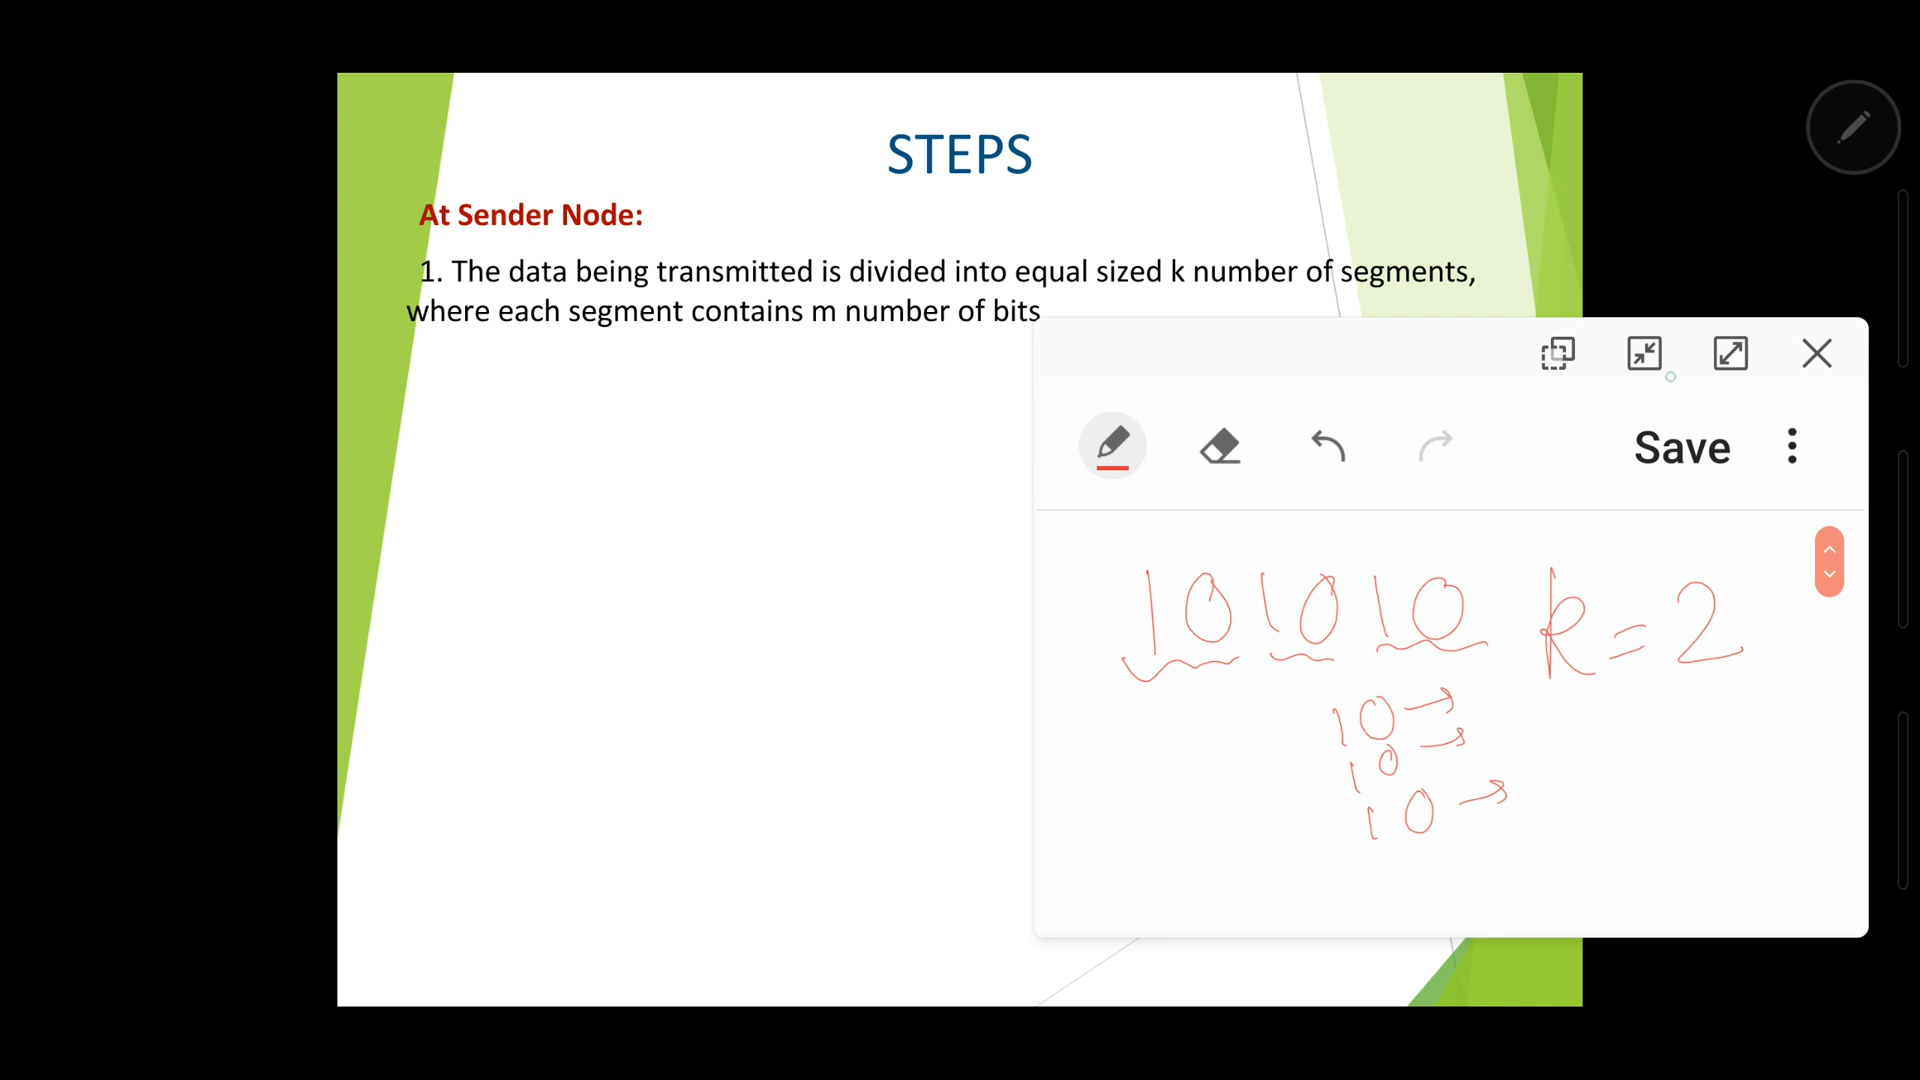 STEPS
At Sender Node:
1. The data being transmitted is divided into equal sized k number of segments,
where each segment contains m number of bits
Save
101010 k=2
10→
10→
10→